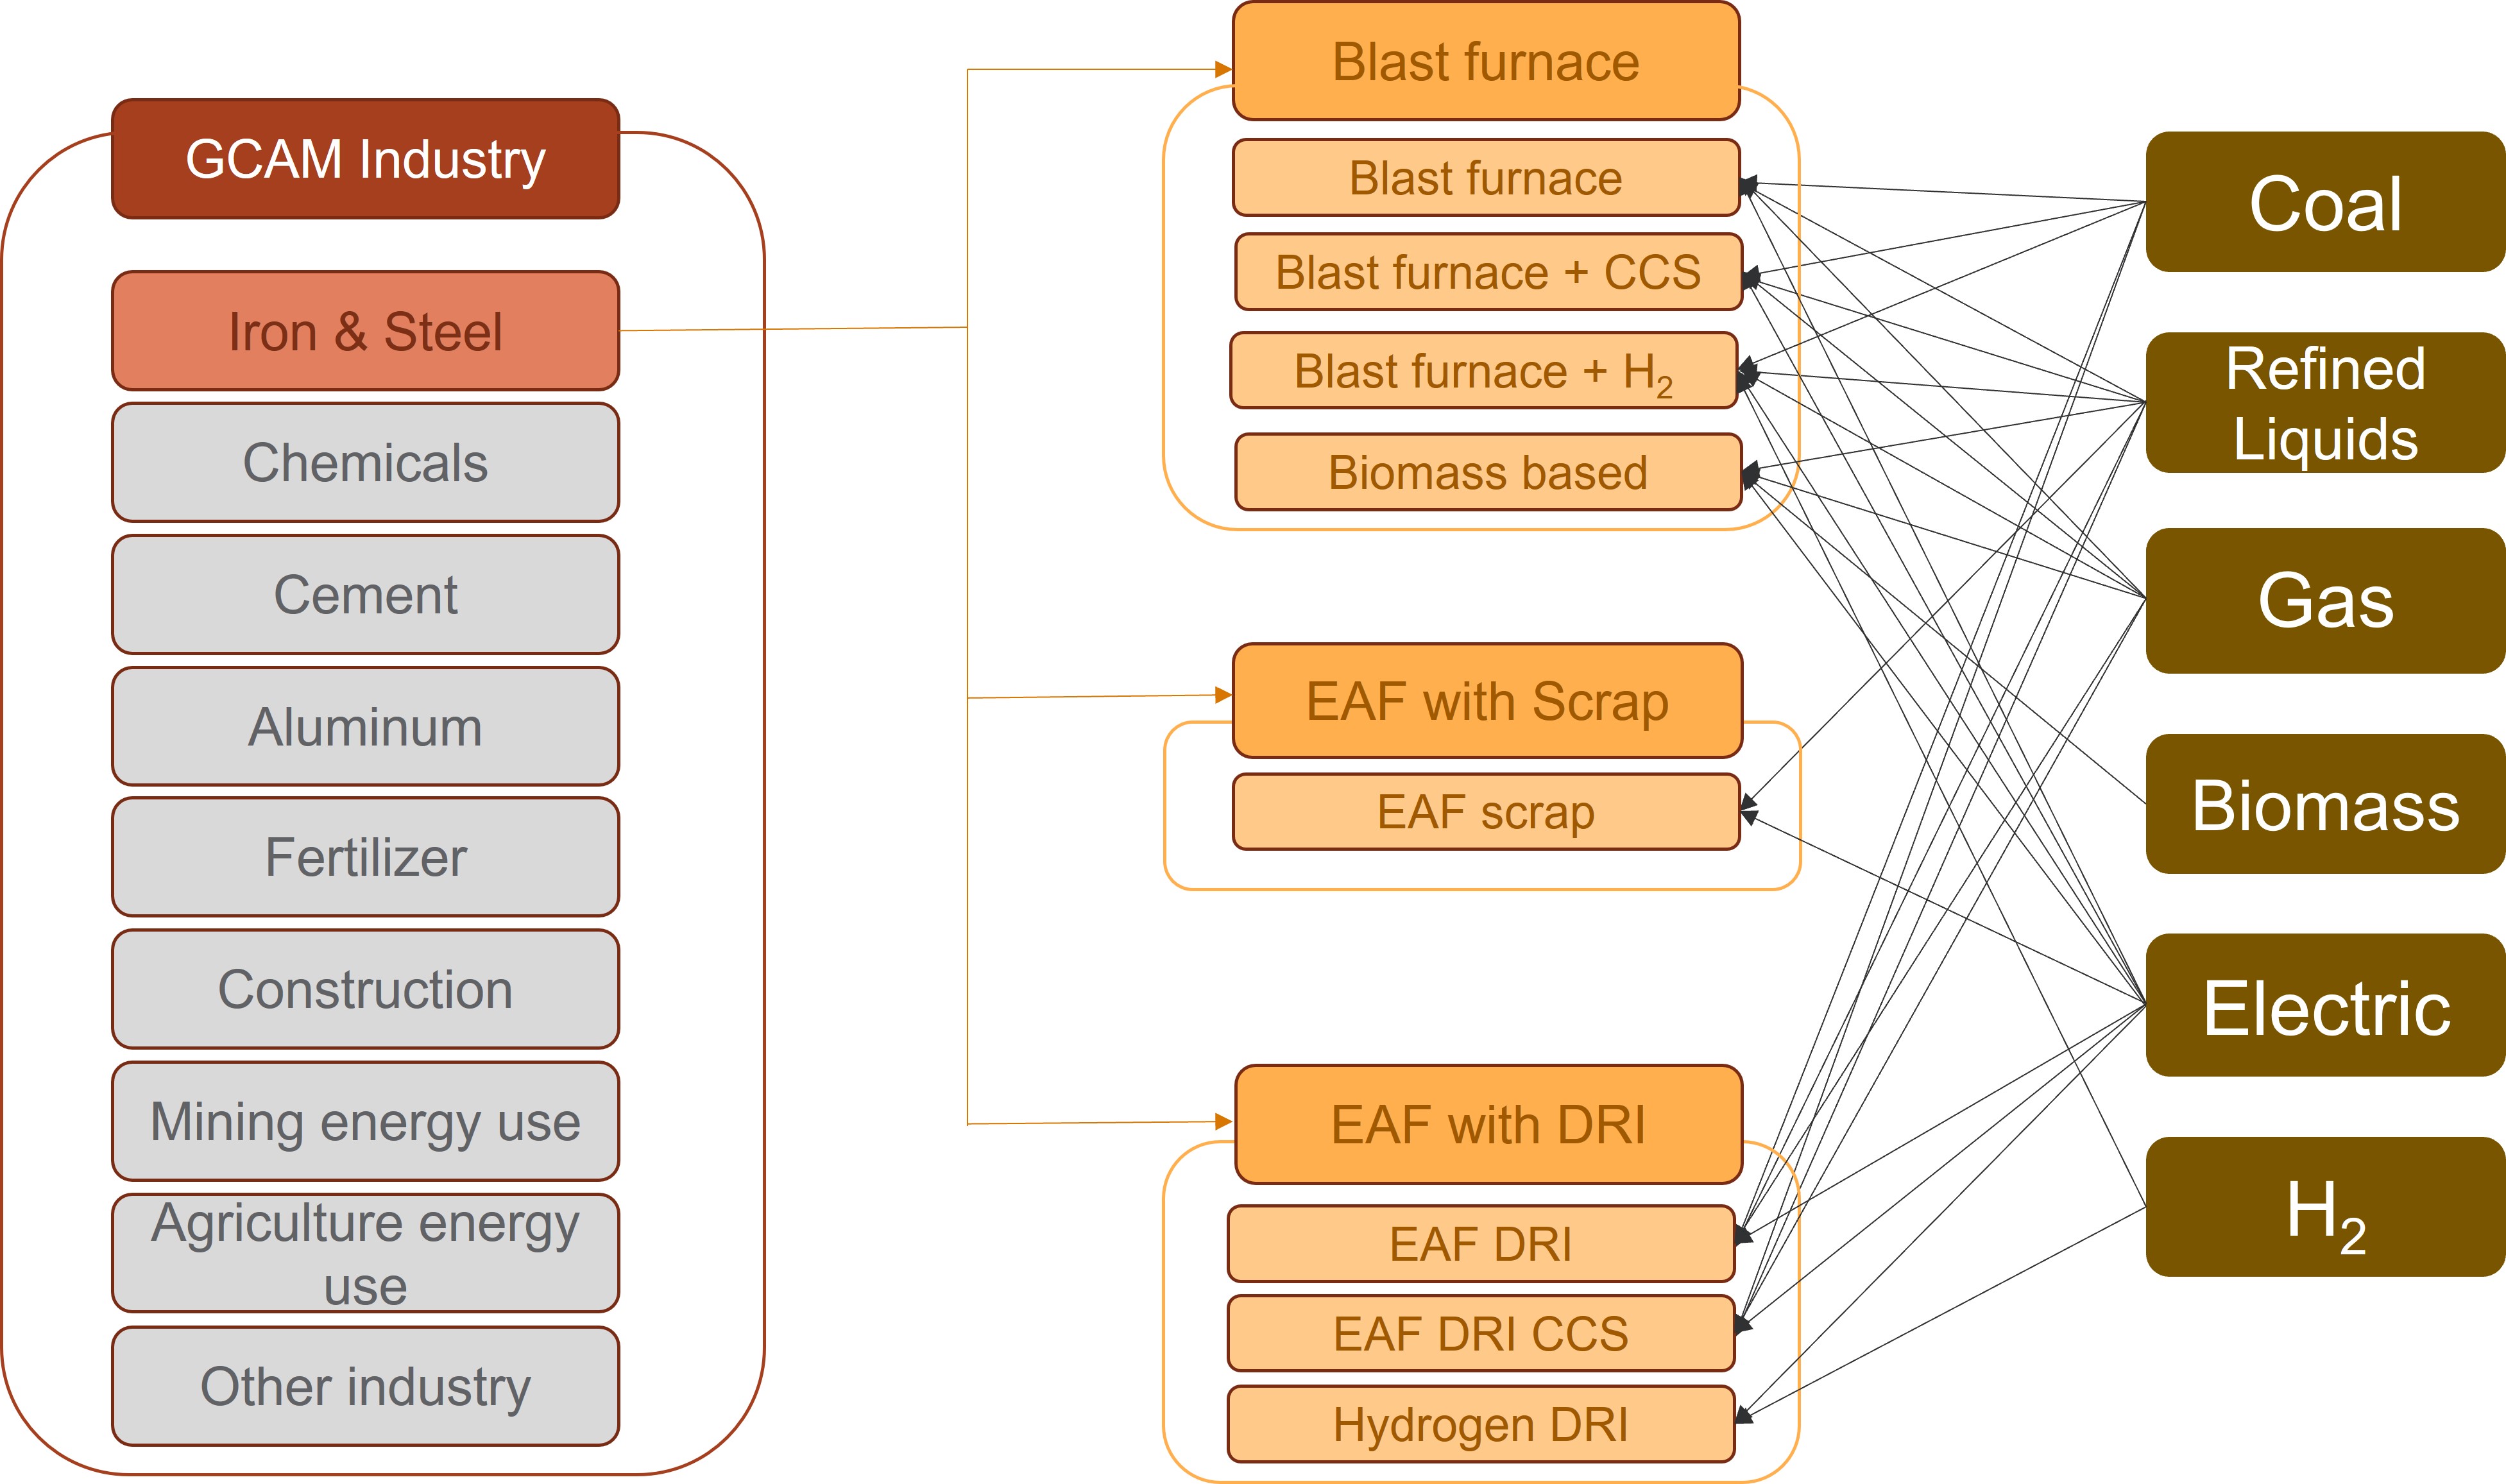 GCAM Industry
Iron & Steel
Chemicals
Cement
Aluminum
Fertilizer
Construction
Mining energy use
Agriculture energy
use
Other industry
Blast furnace
Blast furnace
Blast furnace + CCS
Blast furnace + H₂
Biomass based
EAF with Scrap
EAF scrap
EAF with DRI
EAF DRI
EAF DRI CCS
Hydrogen DRI
Coal
Refined
Liquids
Gas
Biomass
Electric
H₂